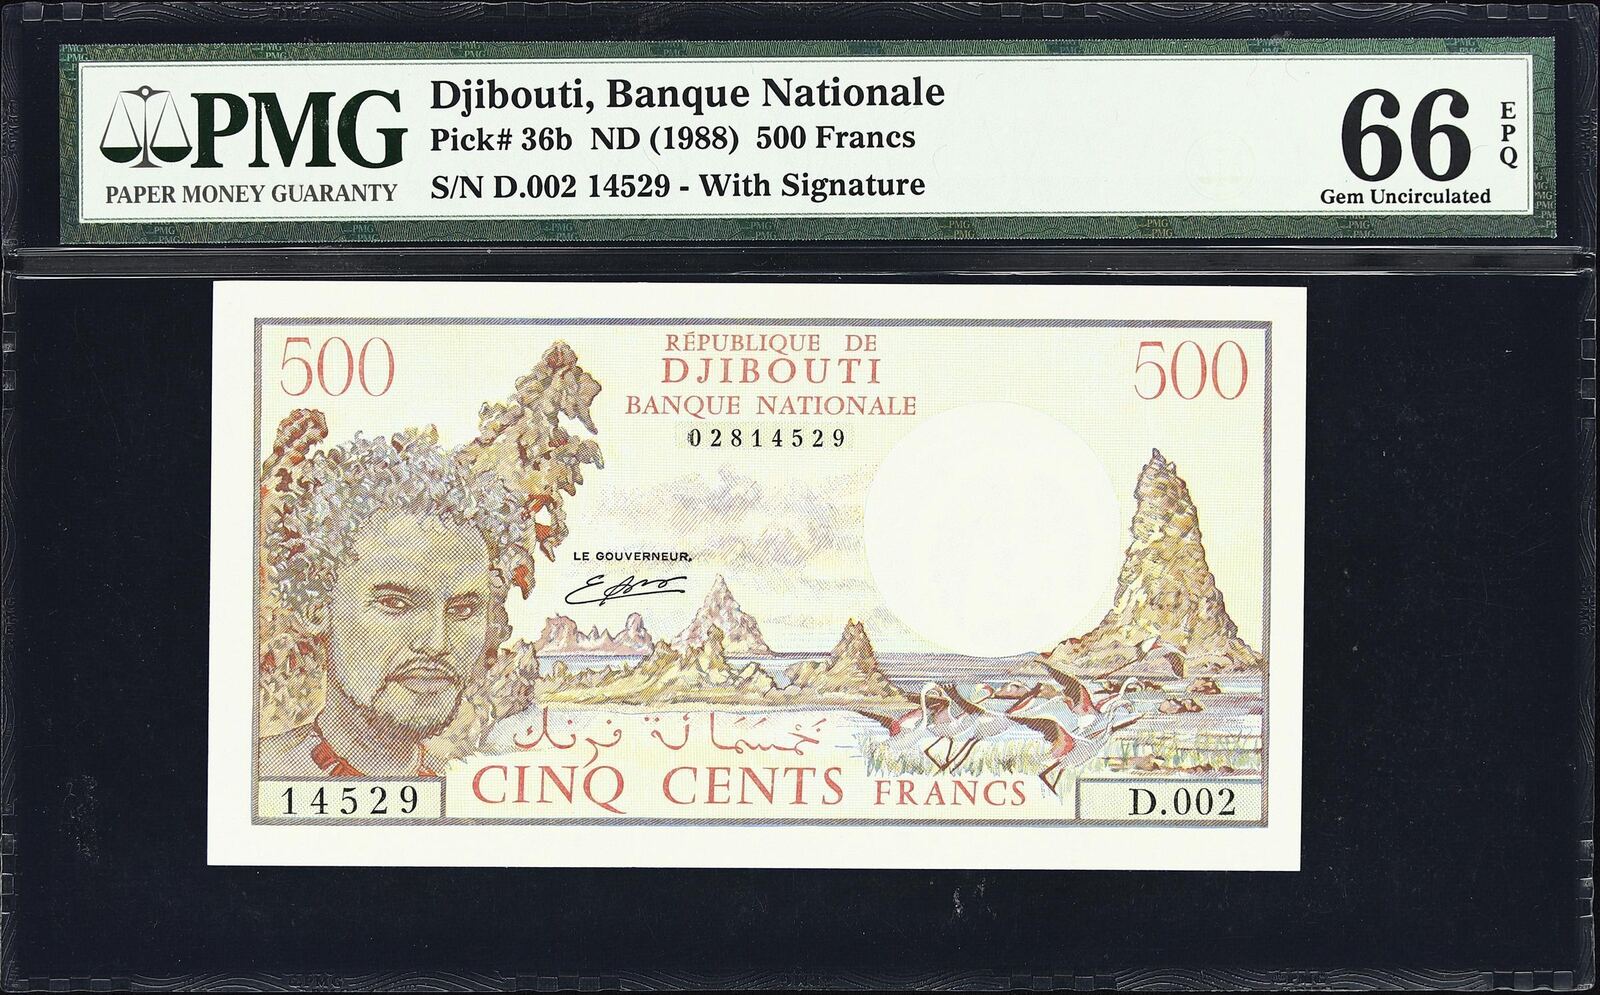 PMG
PAPER MONEY GUARANTY
Djibouti, Banque Nationale
Pick# 36b ND (1988) 500 Francs
S/N D.002 14529 - With Signature
66
EPQ
Gem Uncirculated
500
RÉPUBLIQUE DE
DJIBOUTI
BANQUE NATIONALE
500
02814529
LE GOUVERNEUR,
خمسمائة فرنك
CINQ CENTS FRANCS
14529
D.002